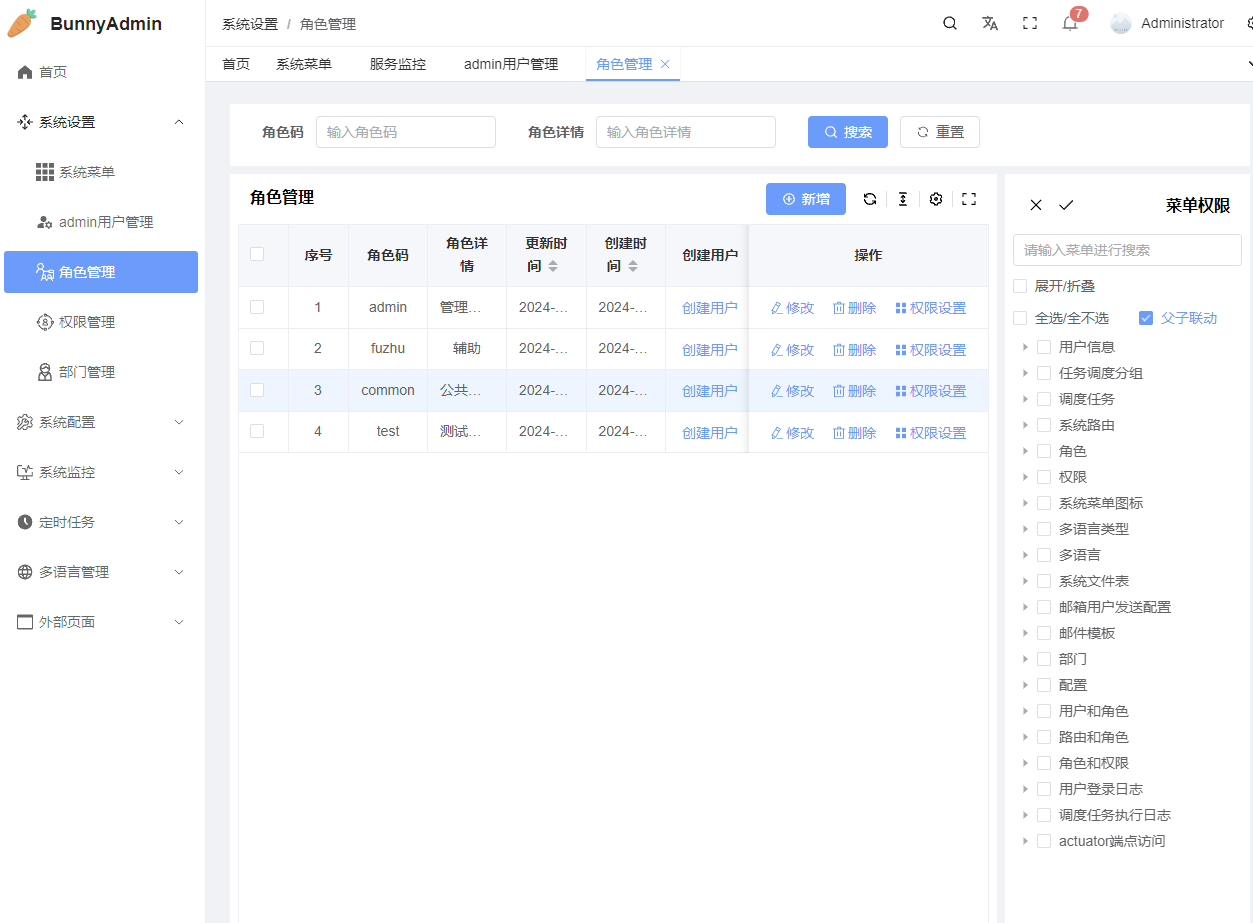 BunnyAdmin
首页
系统设置
系统菜单
admin用户管理
角色管理
权限管理
部门管理
系统配置
系统监控
定时任务
多语言管理
外部页面
系统设置 / 角色管理
7
Administrator
首页 系统菜单 服务监控 admin用户管理 角色管理
角色码 输入角色码 角色详情 输入角色详情 搜索 重置
角色管理 新增
序号 角色码 角色详情 更新时间 创建时间 创建用户 操作
1 admin 管理... 2024-... 2024-... 创建用户 修改 删除 权限设置
2 fuzhu 辅助 2024-... 2024-... 创建用户 修改 删除 权限设置
3 common 公共... 2024-... 2024-... 创建用户 修改 删除 权限设置
4 test 测试... 2024-... 2024-... 创建用户 修改 删除 权限设置
菜单权限
请输入菜单进行搜索
展开/折叠
全选/全不选 父子联动
用户信息
任务调度分组
调度任务
系统路由
角色
权限
系统菜单图标
多语言类型
多语言
系统文件表
邮箱用户发送配置
邮件模板
部门
配置
用户和角色
路由和角色
角色和权限
用户登录日志
调度任务执行日志
actuator端点访问